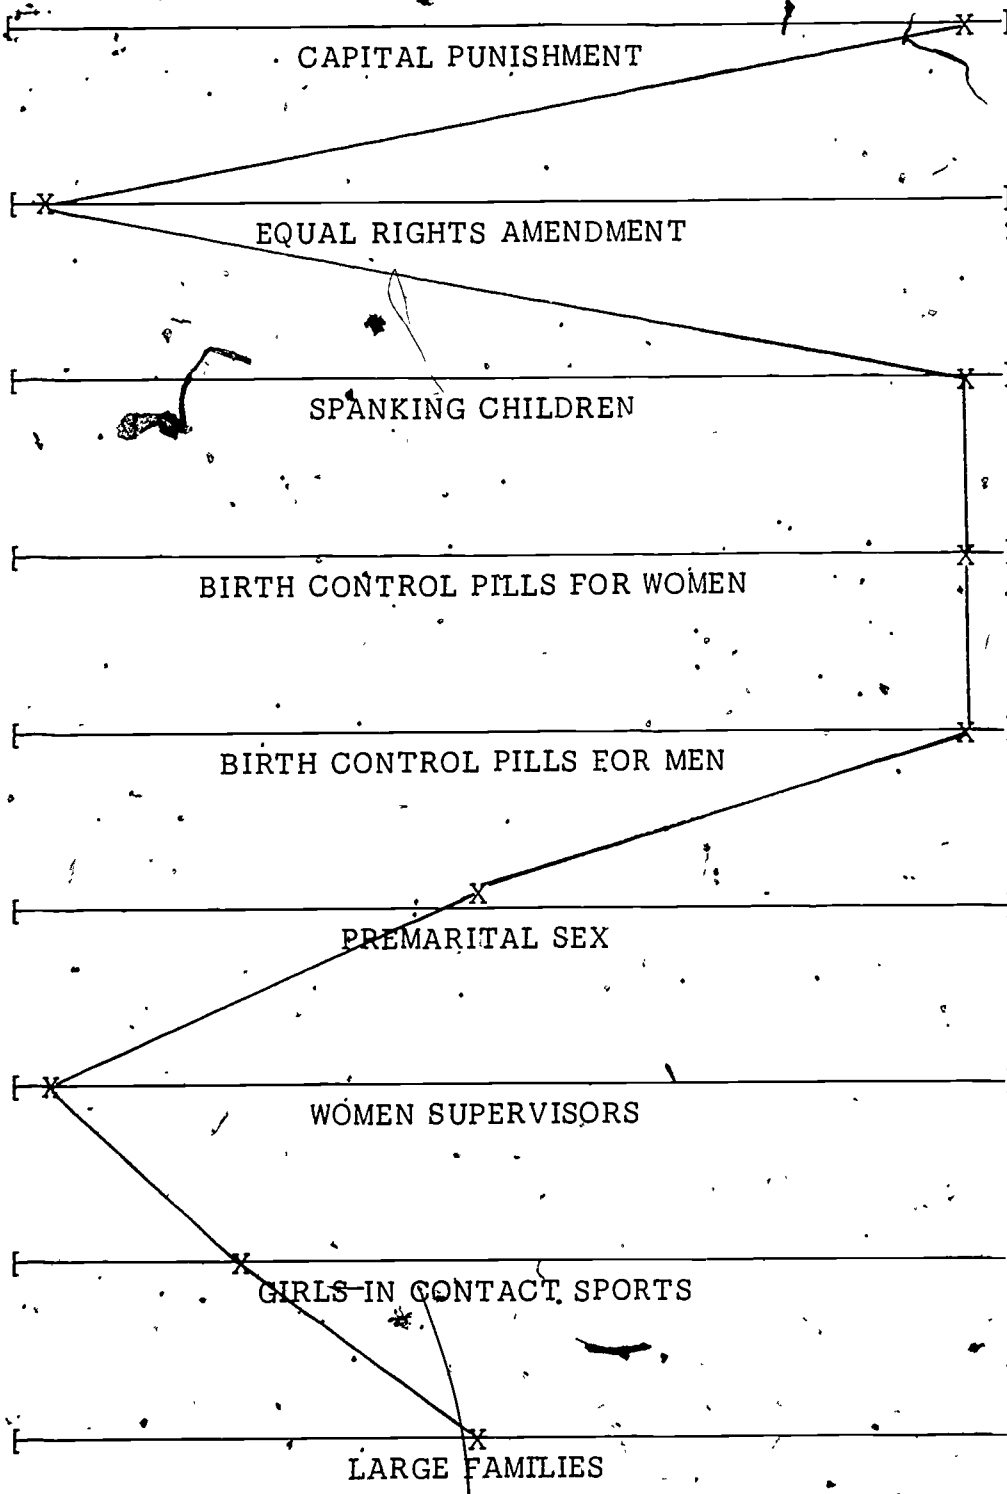 X
CAPITAL PUNISHMENT
X
EQUAL RIGHTS AMENDMENT
X
SPANKING CHILDREN
X
BIRTH CONTROL PILLS FOR WOMEN
X
BIRTH CONTROL PILLS FOR MEN
X
PREMARITAL SEX
X
WOMEN SUPERVISORS
X
GIRLS IN CONTACT SPORTS
X
LARGE FAMILIES